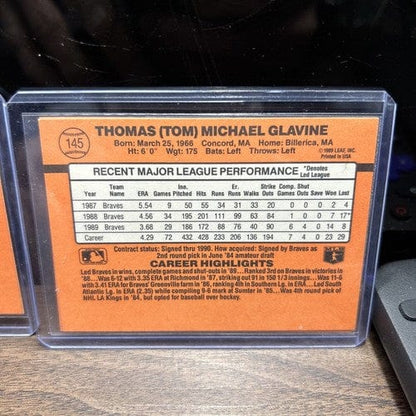 145
THOMAS (TOM) MICHAEL GLAVINE
Born: March 25, 1966 Concord, MA Home: Billerica, MA
Ht: 6'0" Wgt: 175 Bats: Left Throws: Left
©1989 LEAF, INC.
Printed in USA
RECENT MAJOR LEAGUE PERFORMANCE *Denotes Led League
Year Team Name ERA Games Inn. Pitched Hits Runs Er. Runs Walks Strike Outs Comp. Games Shut Outs Save Won Lost
1987 Braves 5.54 9 50 55 34 31 33 20 0 0 0 2 4
1988 Braves 4.56 34 195 201 111 99 63 84 1 0 0 7 17*
1989 Braves 3.68 29 186 172 88 76 40 90 6 4 0 14 8
Career 4.29 72 432 428 233 206 136 194 7 4 0 23 29
Contract status: Signed thru 1990. How acquired: Signed by Braves as
2nd round pick in June '84 amateur draft
CAREER HIGHLIGHTS
Led Braves in wins, complete games and shut-outs in '89... Ranked 3rd on Braves in victories in
'88... Was 6-12 with 3.35 ERA at Richmond in '87, striking out 91 in 150 1/3 innings... Was 11-6
with 3.41 ERA for Braves' Greenville farm in '86, ranking 4th in Southern Lg. in ERA... Led South
Atlantic Lg. in ERA (2.35) while compiling 9-6 mark at Sumter in '85... Was 4th round pick of
NHL LA Kings in '84, but opted for baseball over hockey.